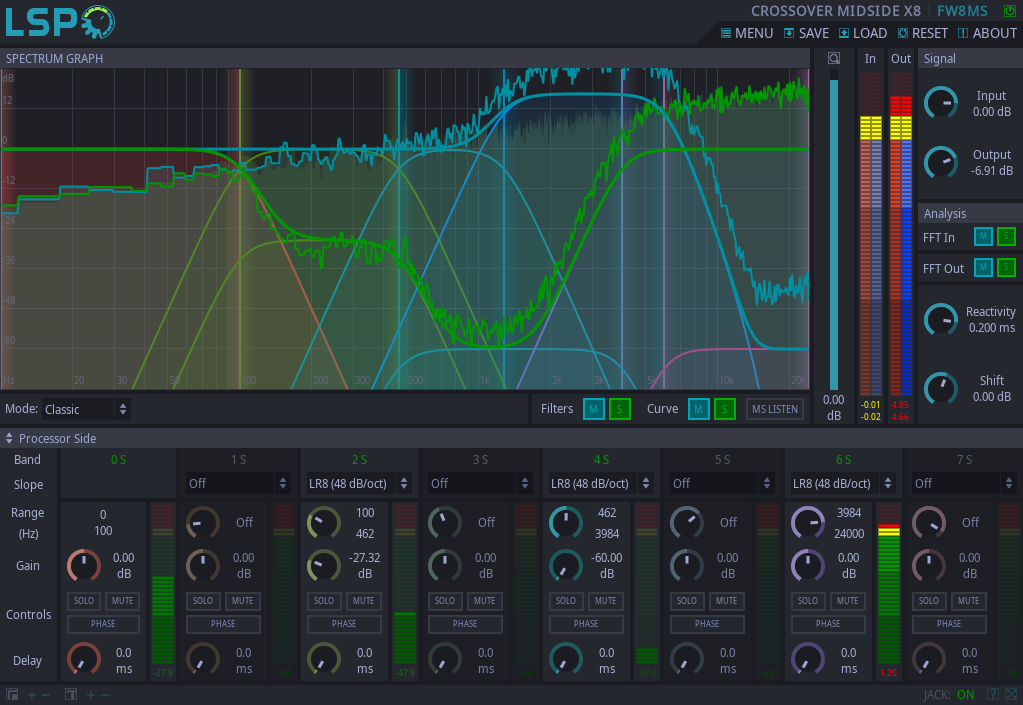 LSP
CROSSOVER MIDSIDE X8 FW8MS
MENU SAVE LOAD RESET ABOUT
SPECTRUM GRAPH
In Out
Signal
dB
12
0
-12
-24
-36
-48
-60
Hz 20 30 50 100 200 300 500 1k 2k 3k 5k 10k 20k
Input
0.00 dB
Output
-6.91 dB
Analysis
FFT In M S
FFT Out M S
Reactivity
0.200 ms
Shift
0.00 dB
0.00
dB
-0.01 4.85
-0.02 4.66
Mode: Classic
Filters M S Curve M S MS LISTEN
Processor Side
Band 0 S 1 S 2 S 3 S 4 S 5 S 6 S 7 S
Slope Off LR8 (48 dB/oct) Off LR8 (48 dB/oct) Off LR8 (48 dB/oct) Off
Range 0 Off 100 Off 462 Off 3984 Off
(Hz) 100 462 3984 24000
Gain 0.00 0.00 -27.32 0.00 -60.00 0.00 0.00 0.00
dB dB dB dB dB dB dB dB
Controls SOLO MUTE SOLO MUTE SOLO MUTE SOLO MUTE SOLO MUTE SOLO MUTE SOLO MUTE SOLO MUTE
PHASE PHASE PHASE PHASE PHASE PHASE PHASE PHASE
Delay 0.0 0.0 0.0 0.0 0.0 0.0 0.0 0.0
ms -27.9 ms -inf ms -47.9 ms -inf ms ms -inf ms 1.20 ms -inf
JACK: ON